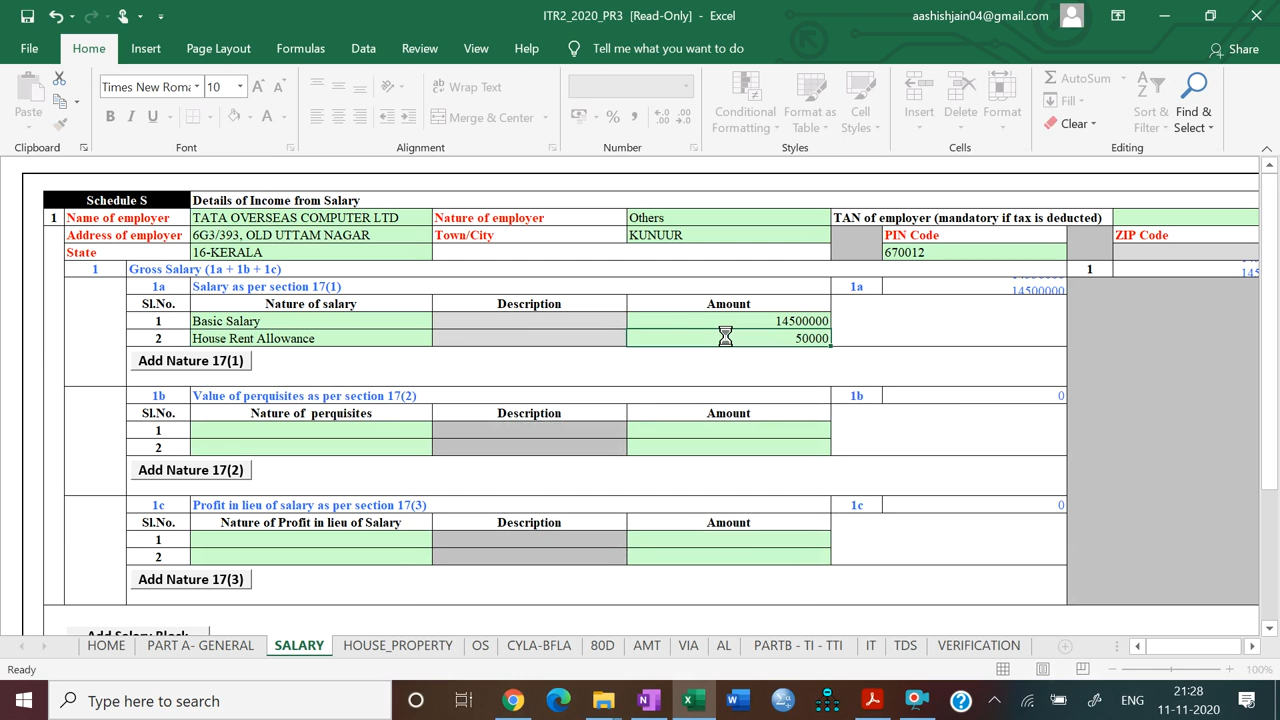 ITR2_2020_PR3 [Read-Only] - Excel
aashishjain04@gmail.com
File Home Insert Page Layout Formulas Data Review View Help Tell me what you want to do Share
Paste
Clipboard
Times New Roma 10
B I U
Font
Wrap Text
Merge & Center
Alignment
% ,
Number
Conditional Formatting
Format as Table
Cell Styles
Styles
Insert
Delete
Format
Cells
AutoSum
Fill
Clear
Sort & Filter
Find & Select
Editing
Schedule S Details of Income from Salary
1 Name of employer TATA OVERSEAS COMPUTER LTD Nature of employer Others TAN of employer (mandatory if tax is deducted)
Address of employer 6G3/393, OLD UTTAM NAGAR Town/City KUNUUR PIN Code ZIP Code
State 16-KERALA 670012
1 Gross Salary (1a + 1b + 1c) 1
1a Salary as per section 17(1) 1a 14500000
Sl.No. Nature of salary Description Amount
1 Basic Salary 14500000
2 House Rent Allowance 50000
Add Nature 17(1)
1b Value of perquisites as per section 17(2) 1b 0
Sl.No. Nature of perquisites Description Amount
1
2
Add Nature 17(2)
1c Profit in lieu of salary as per section 17(3) 1c 0
Sl.No. Nature of Profit in lieu of Salary Description Amount
1
2
Add Nature 17(3)
Add Salary Block
HOME PART A- GENERAL SALARY HOUSE_PROPERTY OS CYLA-BFLA 80D AMT VIA AL PARTB - TI - TTI IT TDS VERIFICATION
Ready 100%
Type here to search ENG 21:28
11-11-2020